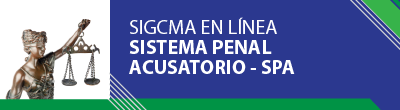 SIGCMA EN LÍNEA
SISTEMA PENAL
ACUSATORIO - SPA